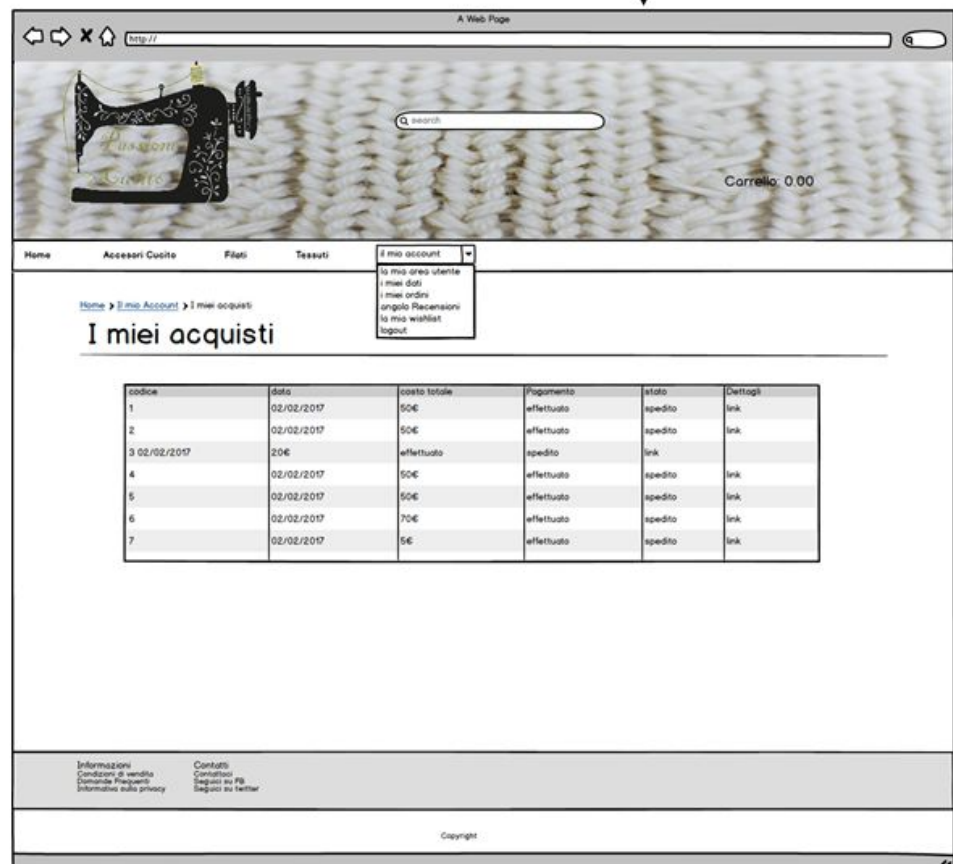 A Web Page
http://
search
Passioni
Cucito
Carrello: 0.00
Home Accesori Cucito Filati Tessuti il mio account
la mia area utente
i miei dati
i miei ordini
angolo Recensioni
la mia wishlist
logout
Home > Il mio Account > I miei acquisti
I miei acquisti
codice data costo totale Pagamento stato Dettagli
1 02/02/2017 50€ effettuato spedito link
2 02/02/2017 50€ effettuato spedito link
3 02/02/2017 20€ effettuato spedito link
4 02/02/2017 50€ effettuato spedito link
5 02/02/2017 50€ effettuato spedito link
6 02/02/2017 70€ effettuato spedito link
7 02/02/2017 5€ effettuato spedito link
Informazioni Contatti
Condizioni di vendita Contattaci
Domande Frequenti Seguici su FB
Informativa sulla privacy Seguici su twitter
Copyright